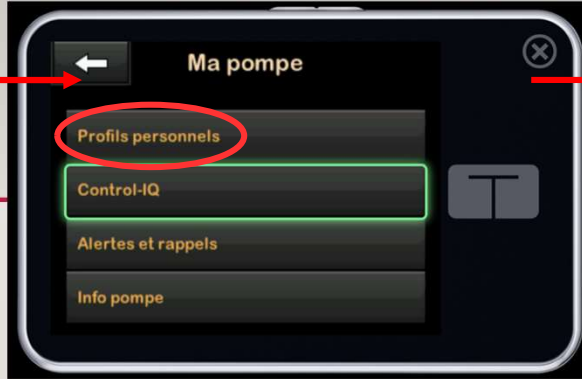 Ma pompe
Profils personnels
Control-IQ
Alertes et rappels
Info pompe